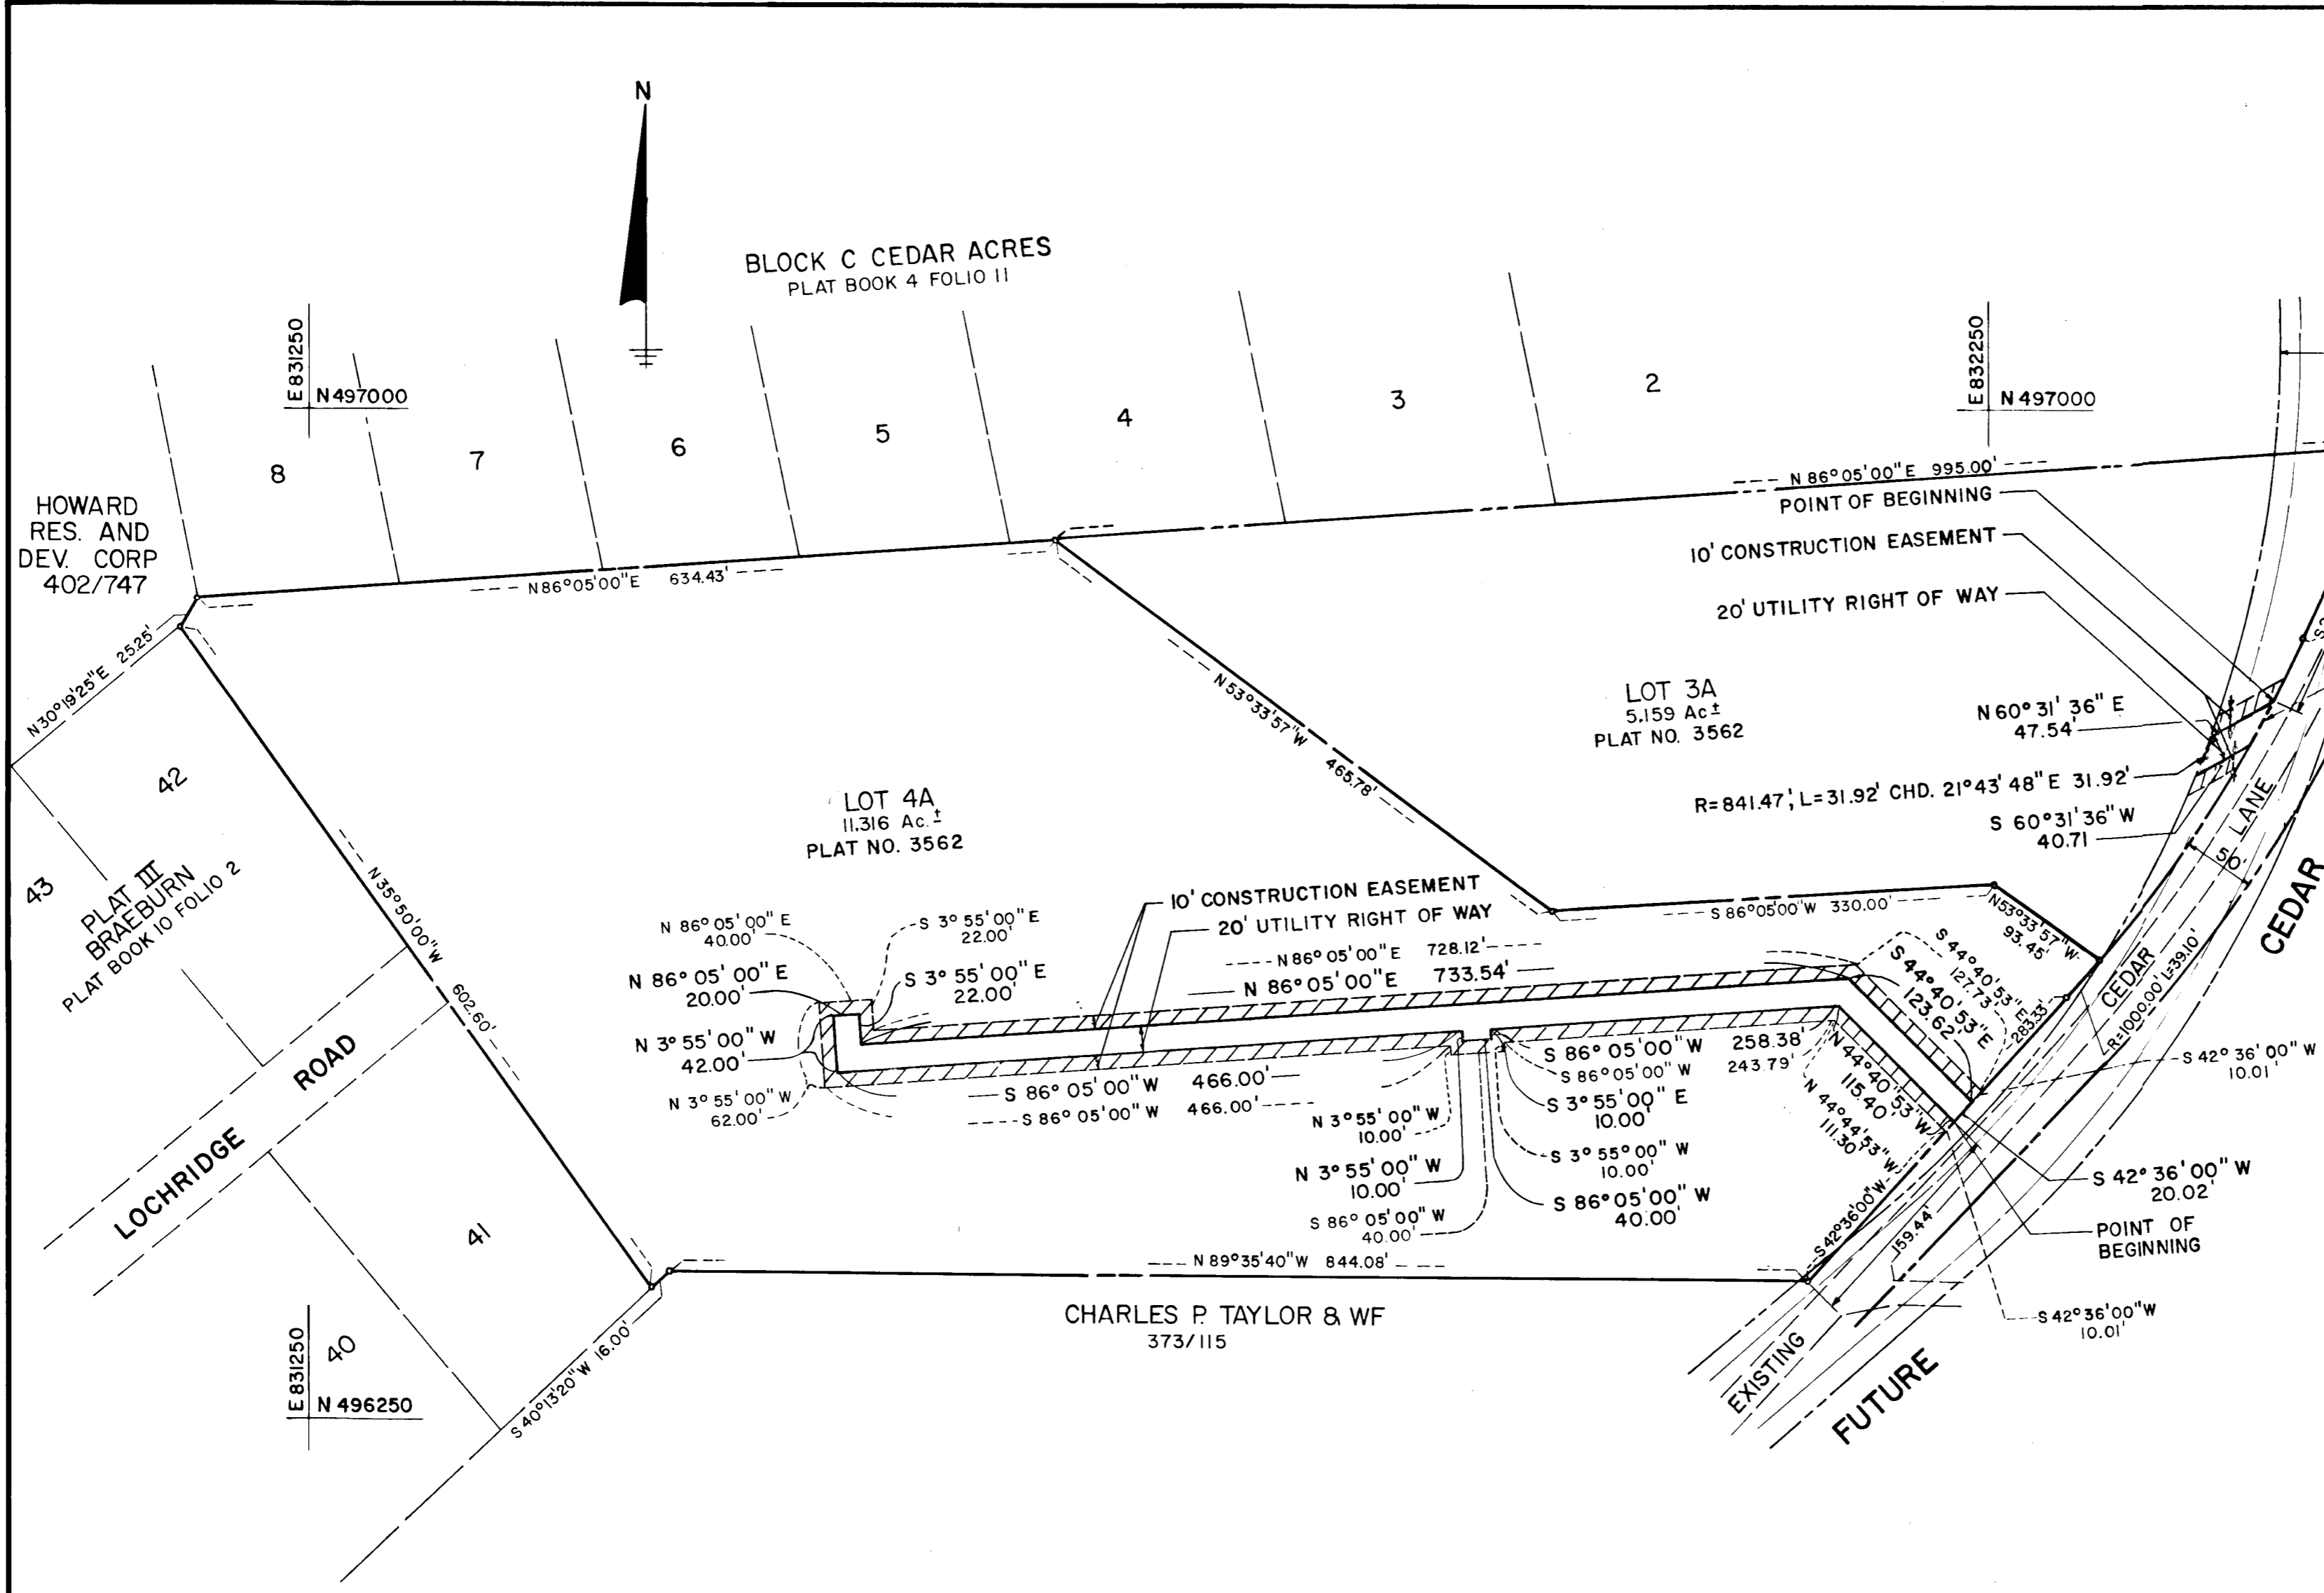 N
BLOCK C CEDAR ACRES
PLAT BOOK 4 FOLIO 11
E 831250
N 497000
E 832250
N 497000
8
7
6
5
4
3
2
HOWARD
RES. AND
DEV. CORP
402/747
N 86° 05' 00" E 995.00'
POINT OF BEGINNING
10' CONSTRUCTION EASEMENT
20' UTILITY RIGHT OF WAY
N86°05'00"E 634.43'
N30°19'25"E 25.25'
N53°33'57"W 465.78'
LOT 3A
5.159 Ac ±
PLAT NO. 3562
N 60° 31' 36" E
47.54'
R=841.47', L=31.92' CHD. 21°43' 48" E 31.92'
S 60°31'36" W
40.71
LOT 4A
11.316 Ac. ±
PLAT NO. 3562
42
43
PLAT III
BRAEBURN
PLAT BOOK 10 FOLIO 2
N35°50'00"W
602.60'
LOCHRIDGE ROAD
41
40
10' CONSTRUCTION EASEMENT
20' UTILITY RIGHT OF WAY
S 86°05'00"W 330.00'
N53°33'57"W
93.45'
N 86° 05' 00" E
40.00'
S 3° 55' 00" E
22.00'
N 86° 05' 00" E
20.00'
S 3° 55' 00" E
22.00'
N 86° 05' 00" E 728.12'
N 86° 05' 00" E 733.54'
S 44°40'53"E
127.73'
S 44°40'53"E
123.62'
283.33'
N 3° 55' 00" W
42.00'
N 3° 55' 00" W
62.00'
S 86° 05' 00" W 466.00'
S 86° 05' 00" W 466.00'
S 86° 05' 00" W 258.38'
S 86° 05' 00" W 243.79'
N 44°40'53"W
115.40'
N 44°44'53"W
111.30'
N 3° 55' 00" W
10.00'
S 3° 55' 00" E
10.00'
N 3° 55' 00" W
10.00'
S 3° 55° 00" W
10.00'
S 86° 05' 00" W
40.00'
S 86° 05' 00" W
40.00'
CEDAR LANE
50'
CEDAR
R=1000.00' L=39.10'
S 42° 36' 00" W
10.01'
S 42° 36' 00" W
20.02'
POINT OF
BEGINNING
S 42°36'00"W
159.44'
S 42° 36' 00" W
10.01'
N 89°35'40"W 844.08'
CHARLES P. TAYLOR & WF
373/115
S 40°13'20"W 16.00'
E 831250
N 496250
EXISTING
FUTURE